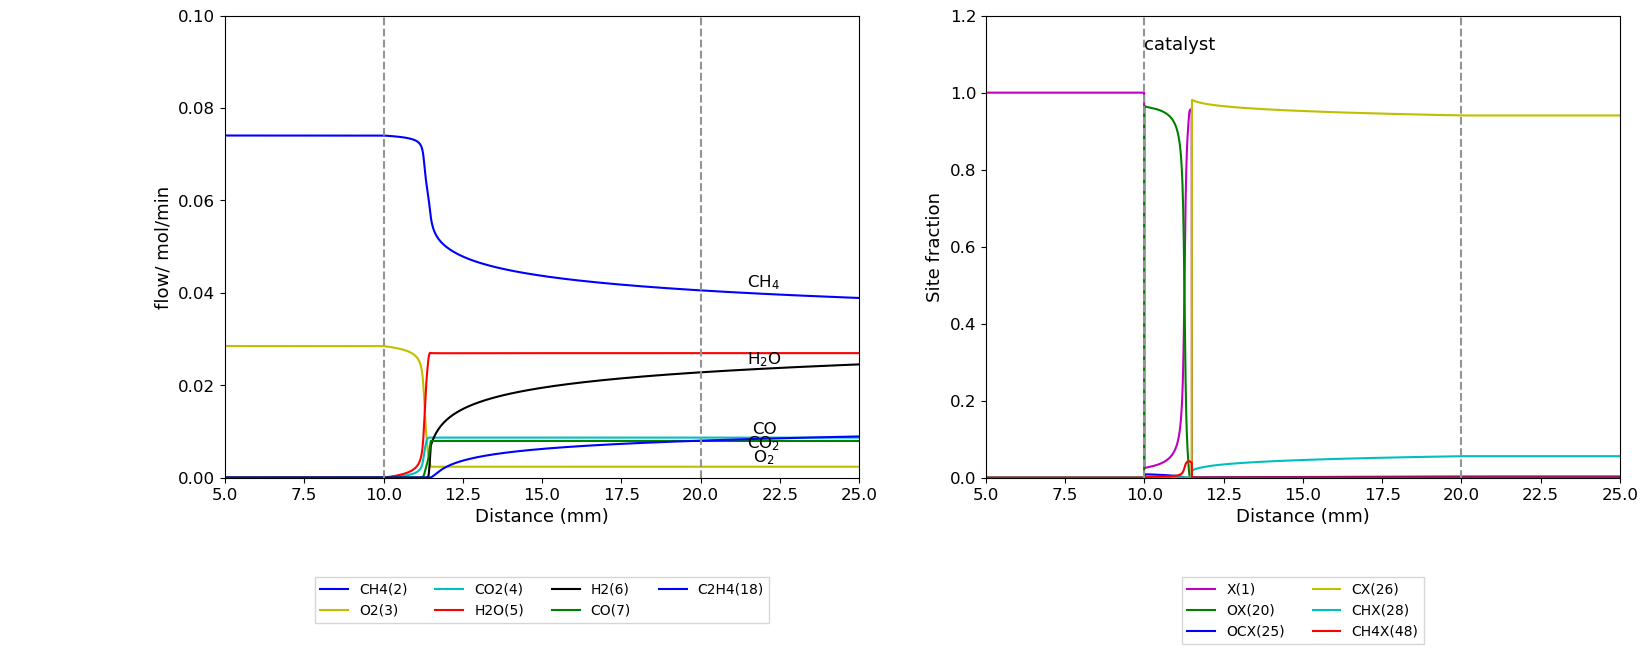 0.10
0.08
0.06
0.04
0.02
0.00
flow/ mol/min
CH4
H2O
CO
CO2
O2
5.0 7.5 10.0 12.5 15.0 17.5 20.0 22.5 25.0
Distance (mm)
CH4(2) CO2(4) H2(6) C2H4(18)
O2(3) H2O(5) CO(7)
1.2
1.0
0.8
0.6
0.4
0.2
0.0
Site fraction
catalyst
5.0 7.5 10.0 12.5 15.0 17.5 20.0 22.5 25.0
Distance (mm)
X(1) CX(26)
OX(20) CHX(28)
OCX(25) CH4X(48)